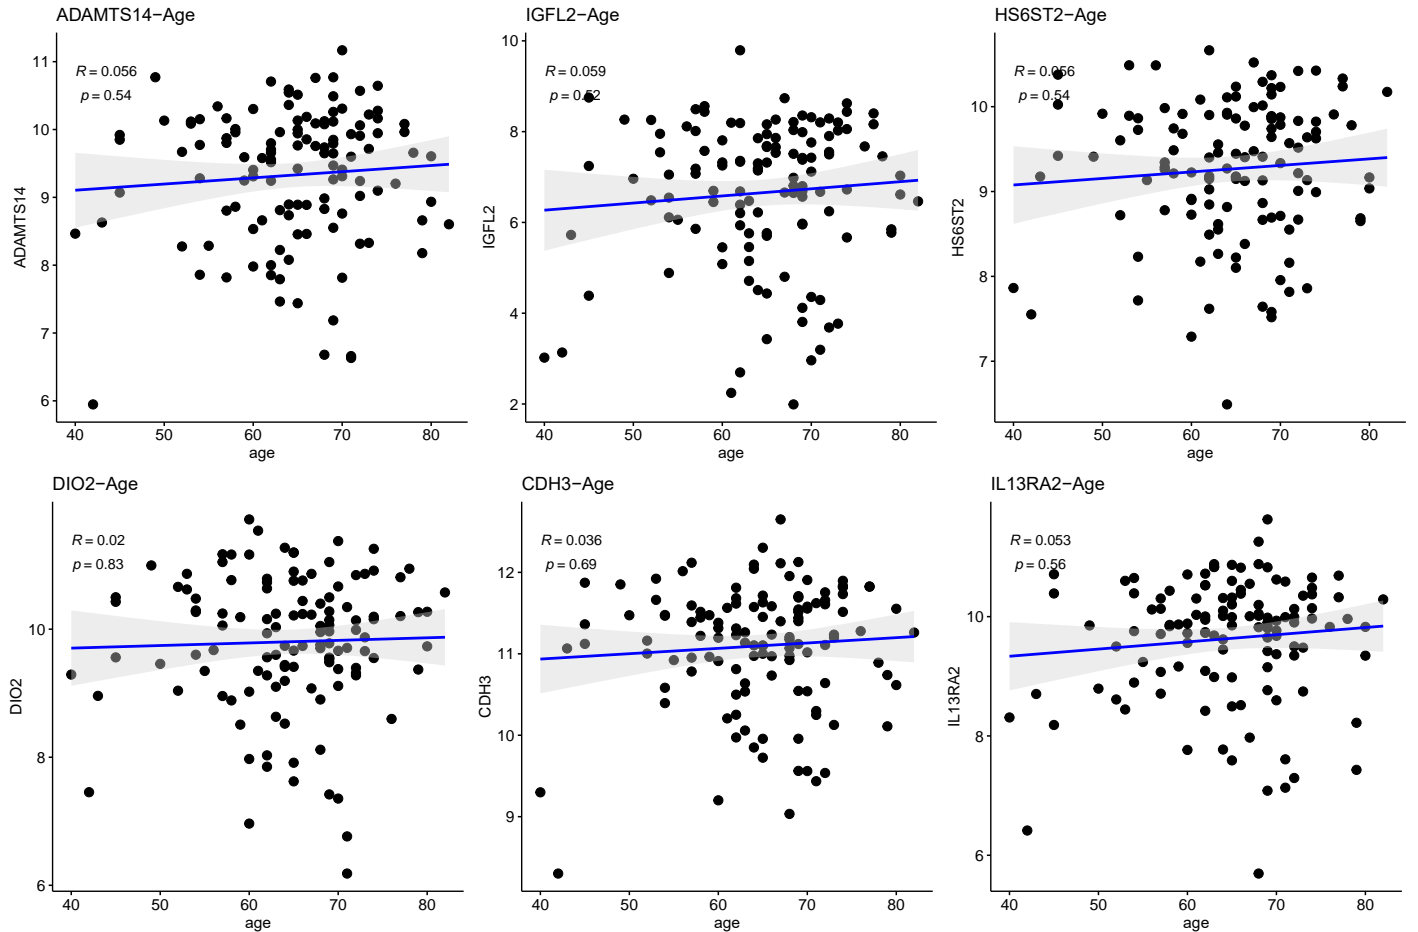 ADAMTS14−Age
R = 0.056
p = 0.54
11
10
9
8
7
6
ADAMTS14
40 50 60 70 80
age
IGFL2−Age
R = 0.059
p = 0.52
10
8
6
4
2
IGFL2
40 50 60 70 80
age
HS6ST2−Age
R = 0.056
p = 0.54
10
9
8
7
HS6ST2
40 50 60 70 80
age
DIO2−Age
R = 0.02
p = 0.83
10
8
6
DIO2
40 50 60 70 80
age
CDH3−Age
R = 0.036
p = 0.69
12
11
10
9
CDH3
40 50 60 70 80
age
IL13RA2−Age
R = 0.053
p = 0.56
10
8
6
IL13RA2
40 50 60 70 80
age